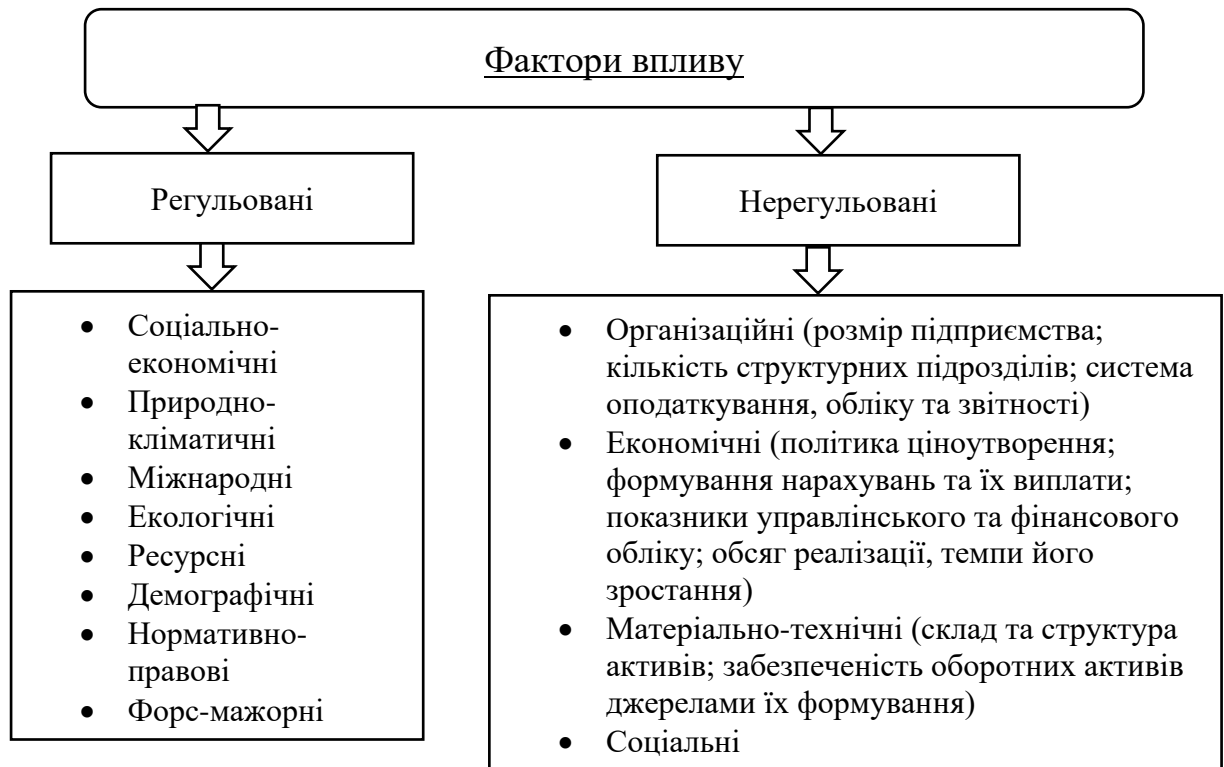 Фактори впливу
Регульовані
Нерегульовані
• Соціально-
економічні
• Природно-
кліматичні
• Міжнародні
• Екологічні
• Ресурсні
• Демографічні
• Нормативно-
правові
• Форс-мажорні
• Організаційні (розмір підприємства;
кількість структурних підрозділів; система
оподаткування, обліку та звітності)
• Економічні (політика ціноутворення;
формування нарахувань та їх виплати;
показники управлінського та фінансового
обліку; обсяг реалізації, темпи його
зростання)
• Матеріально-технічні (склад та структура
активів; забезпеченість оборотних активів
джерелами їх формування)
• Соціальні